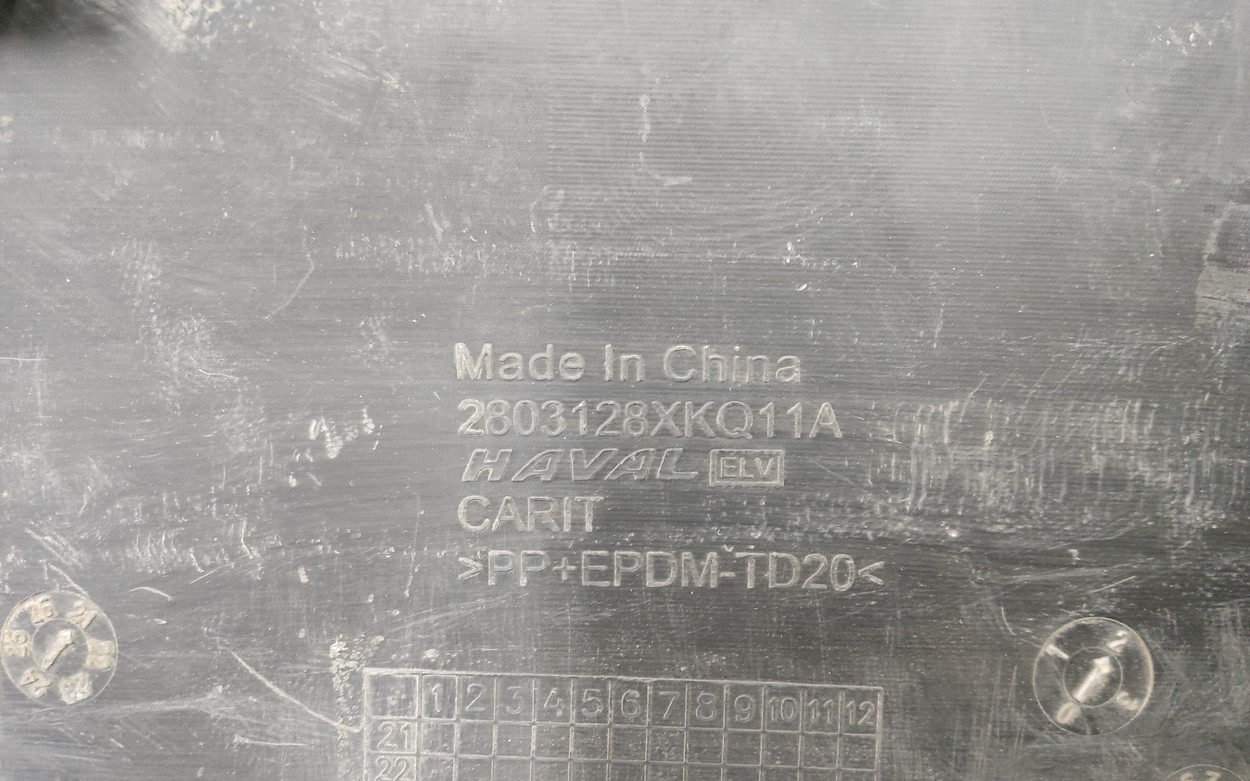 Made In China
2803128XKQ11A
HAVAL ELV
CARIT
>PP+EPDM-TD20<
1 2 3 4 5 6 7 8 9 10 11 12
21
22